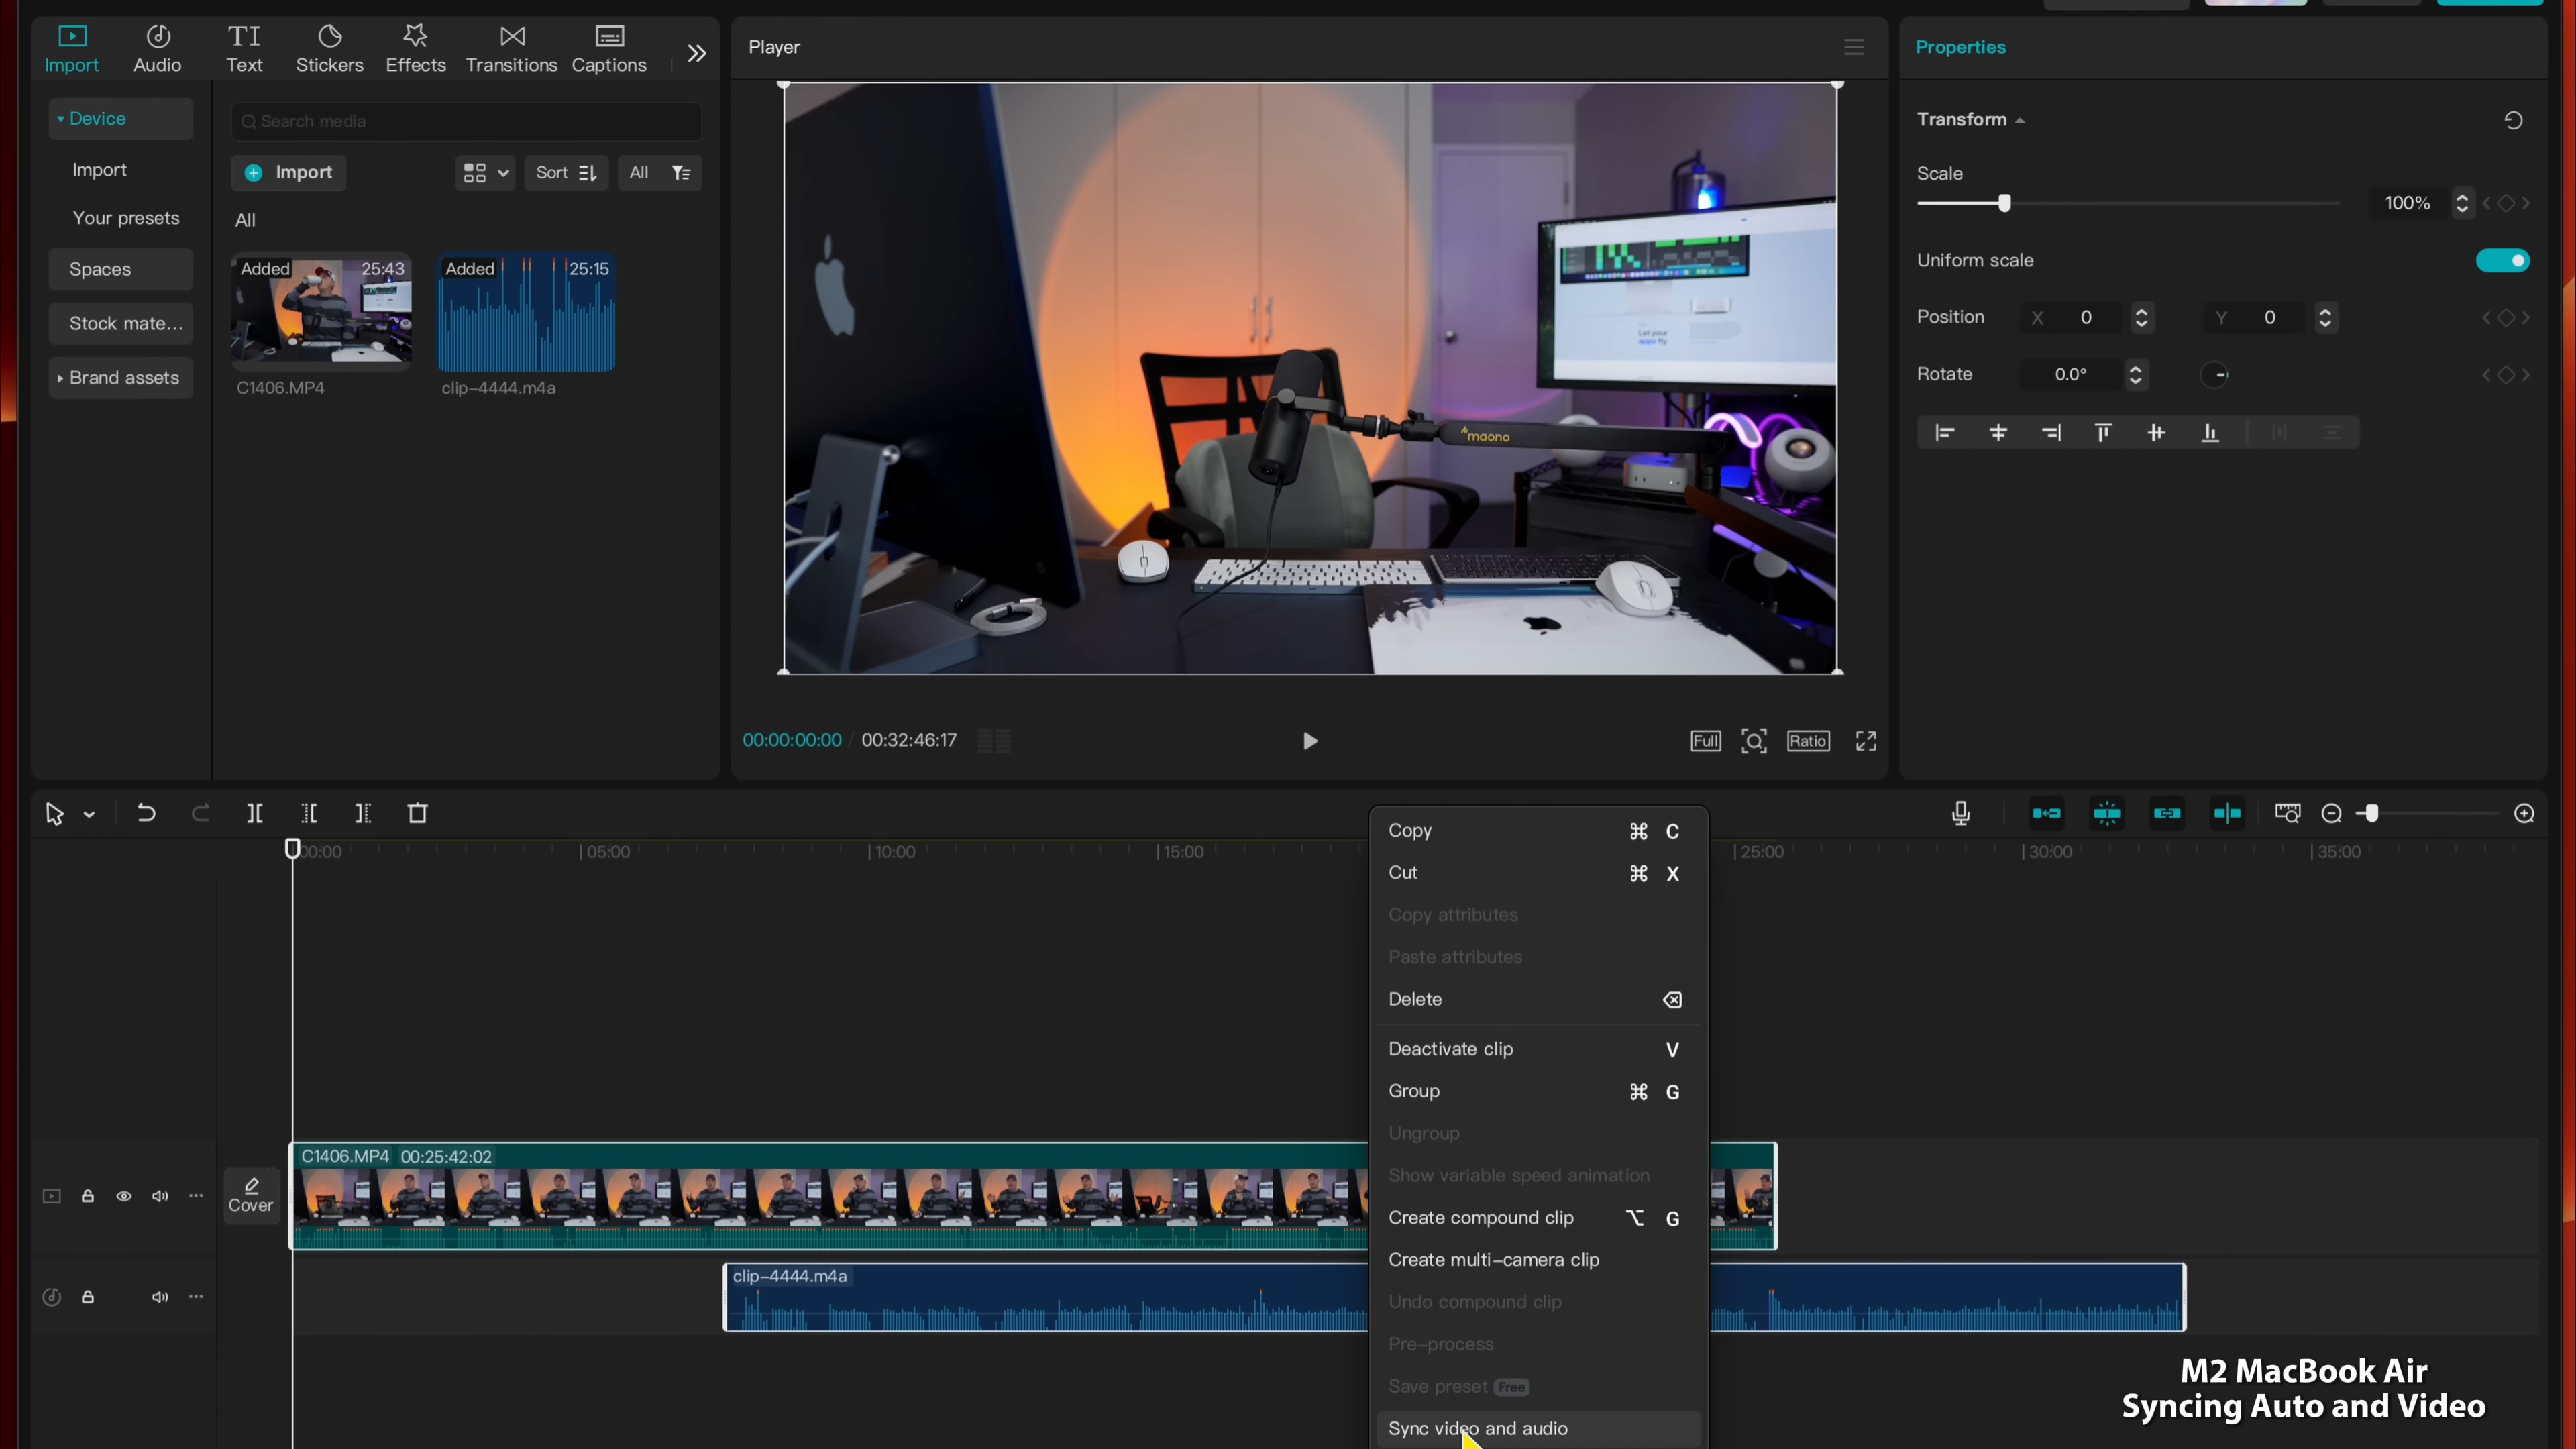 Import
Audio
Text
Stickers
Effects
Transitions
Captions
Player
Properties
Device
Import
Your presets
Spaces
Stock mate...
Brand assets
Search media
Import
Sort
All
All
Added 25:43
C1406.MP4
Added 25:15
clip-4444.m4a
Let your
apps fly.
maono
Transform
Scale
100%
Uniform scale
Position X 0 Y 0
Rotate 0.0°
00:00:00:00 / 00:32:46:17
Full
Ratio
00:00 05:00 10:00 15:00 25:00 30:00 35:00
Copy ⌘ C
Cut ⌘ X
Copy attributes
Paste attributes
Delete
Deactivate clip V
Group ⌘ G
Ungroup
Show variable speed animation
Create compound clip ⌥ G
Create multi-camera clip
Undo compound clip
Pre-process
Save preset Free
Sync video and audio
Cover
C1406.MP4 00:25:42:02
clip-4444.m4a
M2 MacBook Air
Syncing Auto and Video